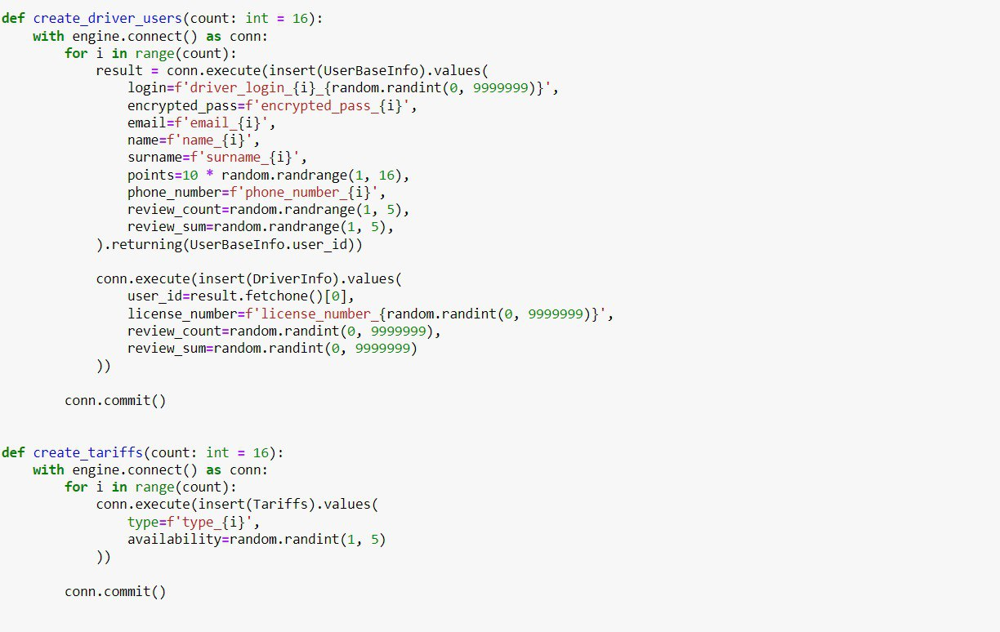 def create_driver_users(count: int = 16):
    with engine.connect() as conn:
        for i in range(count):
            result = conn.execute(insert(UserBaseInfo).values(
                login=f'driver_login_{i}_{random.randint(0, 9999999)}',
                encrypted_pass=f'encrypted_pass_{i}',
                email=f'email_{i}',
                name=f'name_{i}',
                surname=f'surname_{i}',
                points=10 * random.randrange(1, 16),
                phone_number=f'phone_number_{i}',
                review_count=random.randrange(1, 5),
                review_sum=random.randrange(1, 5),
            ).returning(UserBaseInfo.user_id))

            conn.execute(insert(DriverInfo).values(
                user_id=result.fetchone()[0],
                license_number=f'license_number_{random.randint(0, 9999999)}',
                review_count=random.randint(0, 9999999),
                review_sum=random.randint(0, 9999999)
            ))

        conn.commit()


def create_tariffs(count: int = 16):
    with engine.connect() as conn:
        for i in range(count):
            conn.execute(insert(Tariffs).values(
                type=f'type_{i}',
                availability=random.randint(1, 5)
            ))

        conn.commit()